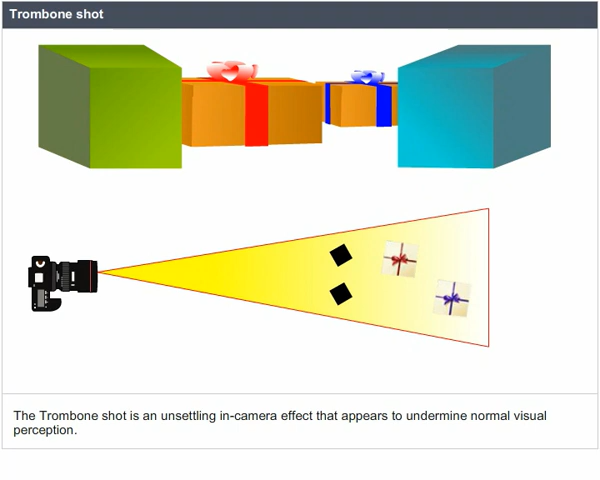 Trombone shot
The Trombone shot is an unsettling in-camera effect that appears to undermine normal visual
perception.